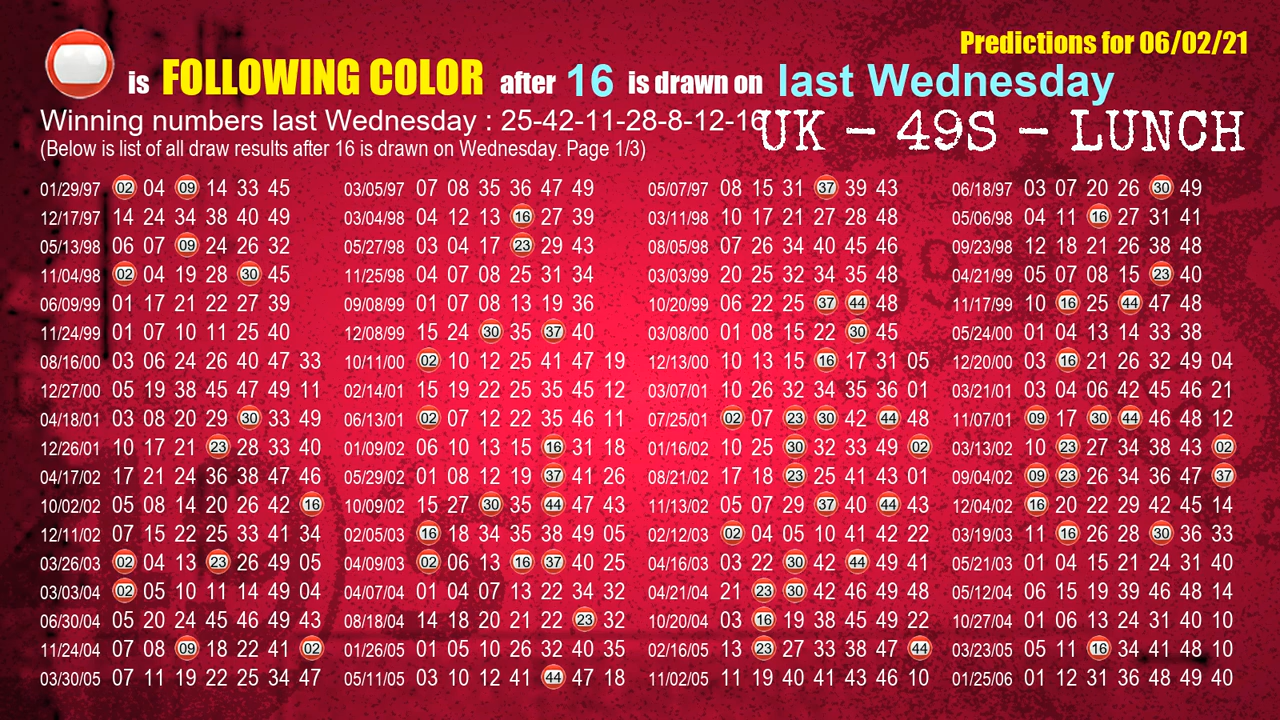 Predictions for 06/02/21
is FOLLOWING COLOR after 16 is drawn on last Wednesday
Winning numbers last Wednesday : 25-42-11-28-8-12-16
UK - 49S - LUNCH
(Below is list of all draw results after 16 is drawn on Wednesday. Page 1/3)
01/29/97 02 04 09 14 33 45 03/05/97 07 08 35 36 47 49 05/07/97 08 15 31 37 39 43 06/18/97 03 07 20 26 30 49
12/17/97 14 24 34 38 40 49 03/04/98 04 12 13 16 27 39 03/11/98 10 17 21 27 28 48 05/06/98 04 11 16 27 31 41
05/13/98 06 07 09 24 26 32 05/27/98 03 04 17 23 29 43 08/05/98 07 26 34 40 45 46 09/23/98 12 18 21 26 38 48
11/04/98 02 04 19 28 30 45 11/25/98 04 07 08 25 31 34 03/03/99 20 25 32 34 35 48 04/21/99 05 07 08 15 23 40
06/09/99 01 17 21 22 27 39 09/08/99 01 07 08 13 19 36 10/20/99 06 22 25 37 44 48 11/17/99 10 16 25 44 47 48
11/24/99 01 07 10 11 25 40 12/08/99 15 24 30 35 37 40 03/08/00 01 08 15 22 30 45 05/24/00 01 04 13 14 33 38
08/16/00 03 06 24 26 40 47 33 10/11/00 02 10 12 25 41 47 19 12/13/00 10 13 15 16 17 31 05 12/20/00 03 16 21 26 32 49 04
12/27/00 05 19 38 45 47 49 11 02/14/01 15 19 22 25 35 45 12 03/07/01 10 26 32 34 35 36 01 03/21/01 03 04 06 42 45 46 21
04/18/01 03 08 20 29 30 33 49 06/13/01 02 07 12 22 35 46 11 07/25/01 02 07 23 30 42 44 48 11/07/01 09 17 30 44 46 48 12
12/26/01 10 17 21 23 28 33 40 01/09/02 06 10 13 15 16 31 18 01/16/02 10 25 30 32 33 49 02 03/13/02 10 23 27 34 38 43 02
04/17/02 17 21 24 36 38 47 46 05/29/02 01 08 12 19 37 41 26 08/21/02 17 18 23 25 41 43 01 09/04/02 09 23 26 34 36 47 37
10/02/02 05 08 14 20 26 42 16 10/09/02 15 27 30 35 44 47 43 11/13/02 05 07 29 37 40 44 43 12/04/02 16 20 22 29 42 45 14
12/11/02 07 15 22 25 33 41 34 02/05/03 16 18 34 35 38 49 05 02/12/03 02 04 05 10 41 42 22 03/19/03 11 16 26 28 30 36 33
03/26/03 02 04 13 23 26 49 05 04/09/03 02 06 13 16 37 40 25 04/16/03 03 22 30 42 44 49 41 05/21/03 01 04 15 21 24 31 40
03/03/04 02 05 10 11 14 49 04 04/07/04 01 04 07 13 22 34 32 04/21/04 21 23 30 42 46 49 48 05/12/04 06 15 19 39 46 48 14
06/30/04 05 20 24 45 46 49 43 08/18/04 14 18 20 21 22 23 32 10/20/04 03 16 19 38 45 49 22 10/27/04 01 06 13 24 31 40 10
11/24/04 07 08 09 18 22 41 02 01/26/05 05 10 26 32 40 35 02/16/05 13 23 27 33 38 47 44 03/23/05 05 11 16 34 41 48 10
03/30/05 07 11 19 22 25 34 47 05/11/05 03 10 12 41 44 47 18 11/02/05 11 19 40 41 43 46 10 01/25/06 01 12 31 36 48 49 40